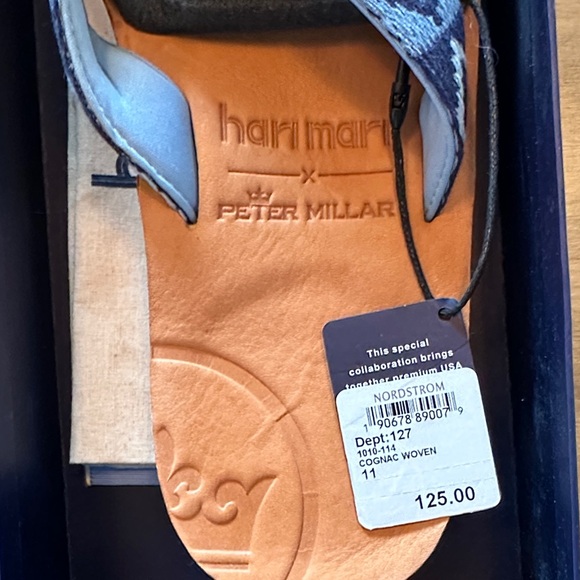 hari mari
x
PETER MILLAR
This special
collaboration brings
together premium USA
NORDSTROM
1 90678 89007 9
Dept:127
1010-114
COGNAC WOVEN
11
125.00